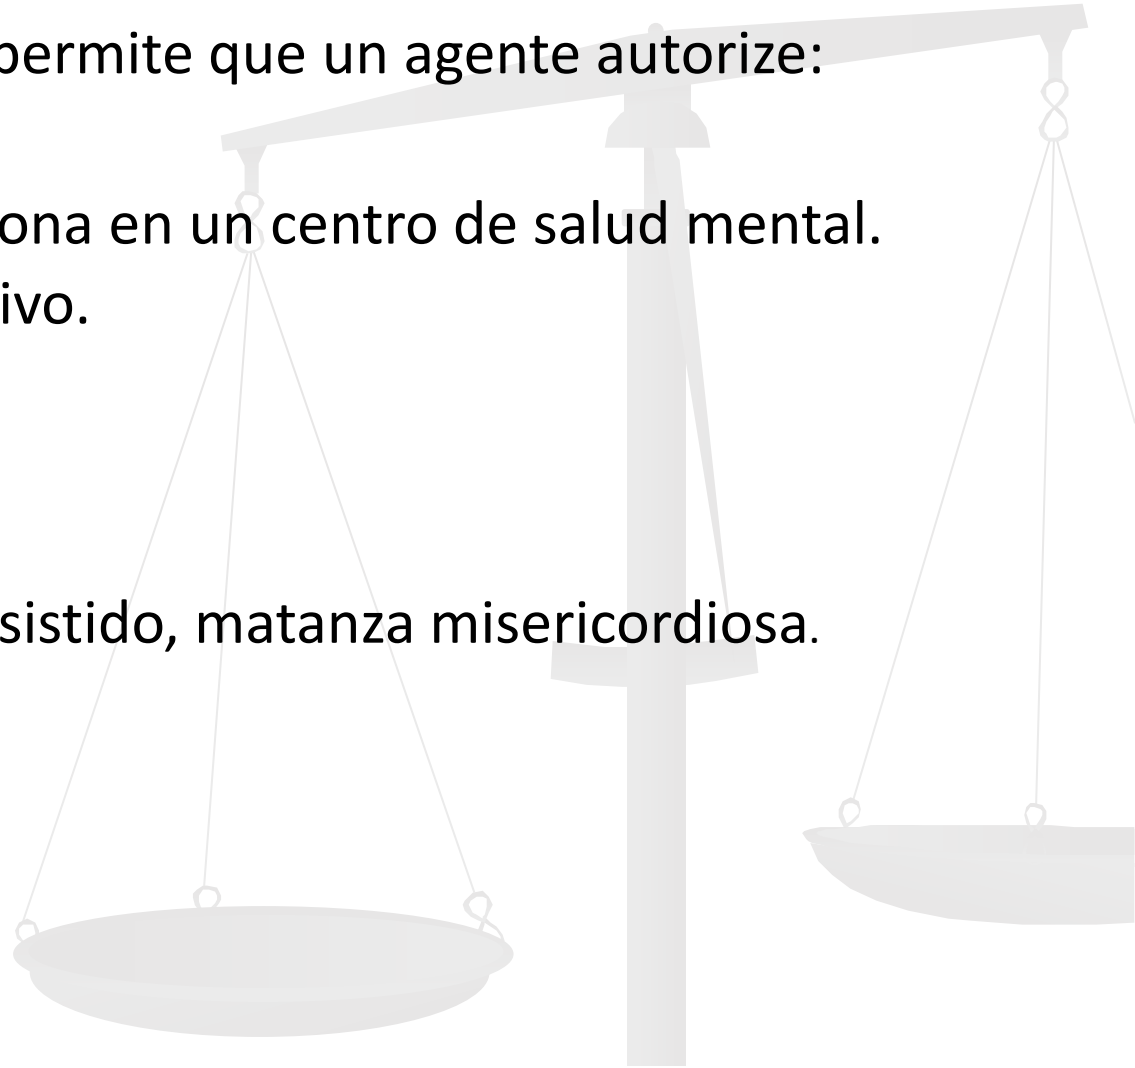 permite que un agente autorize:
ona en un centro de salud mental.
ivo.
sistido, matanza misericordiosa.